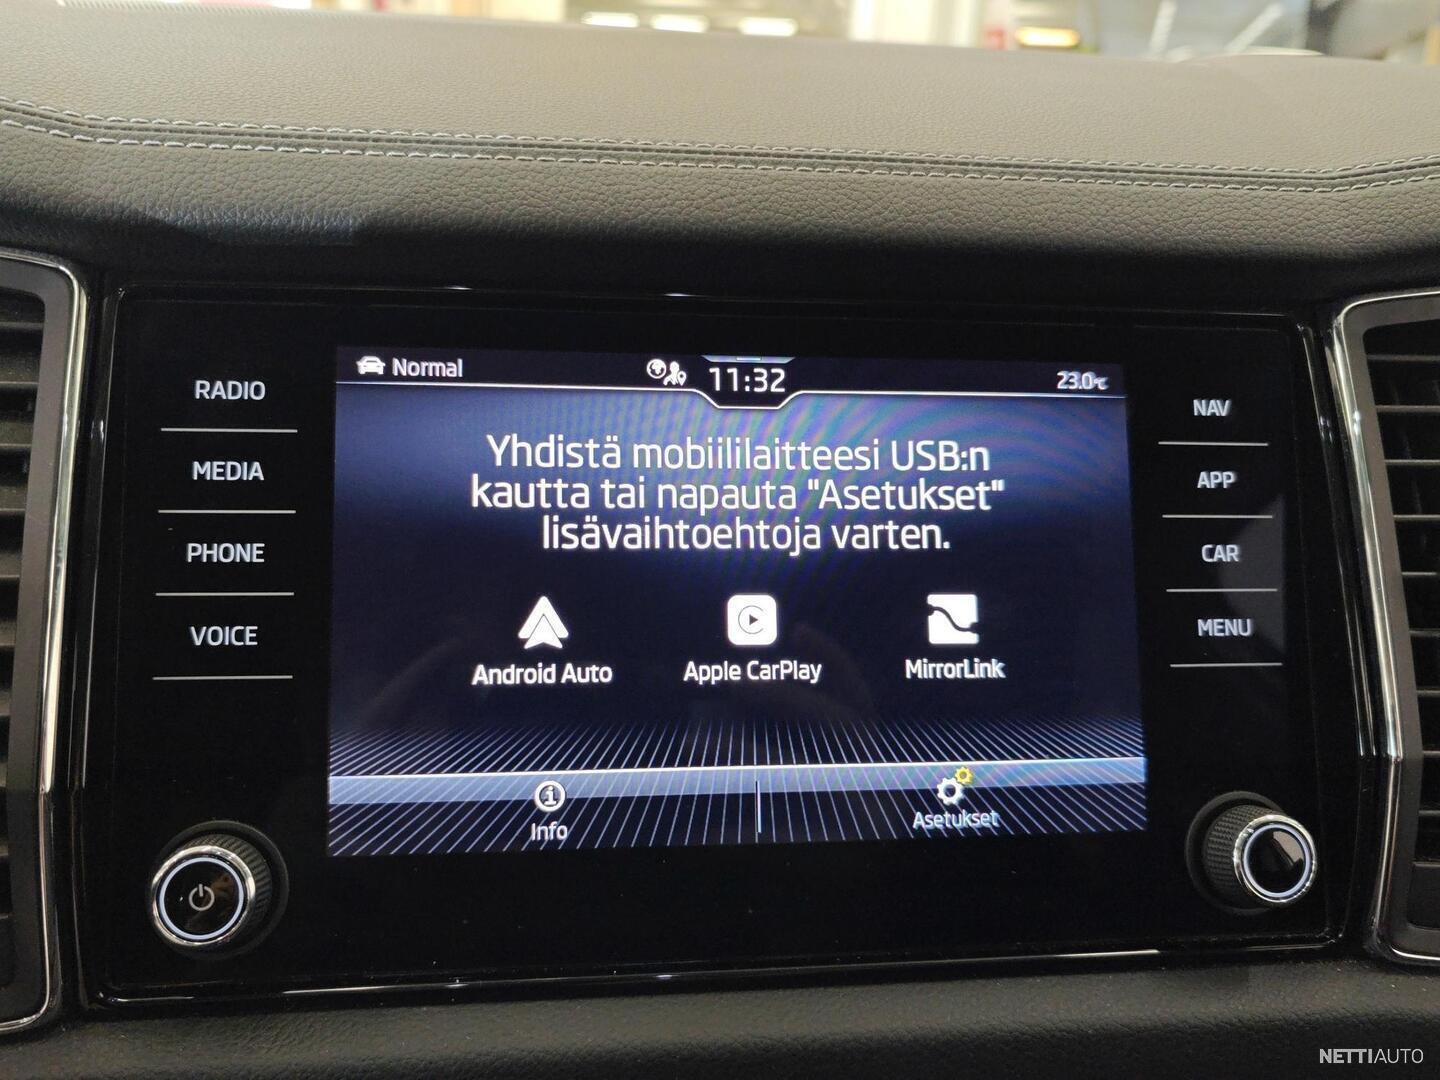 Normal
11:32
23.0°C
RADIO
MEDIA
PHONE
VOICE
Yhdistä mobiililaitteesi USB:n
kautta tai napauta "Asetukset"
lisävaihtoehtoja varten.
Android Auto
Apple CarPlay
MirrorLink
Info
Asetukset
NAV
APP
CAR
MENU
NETTIAUTO